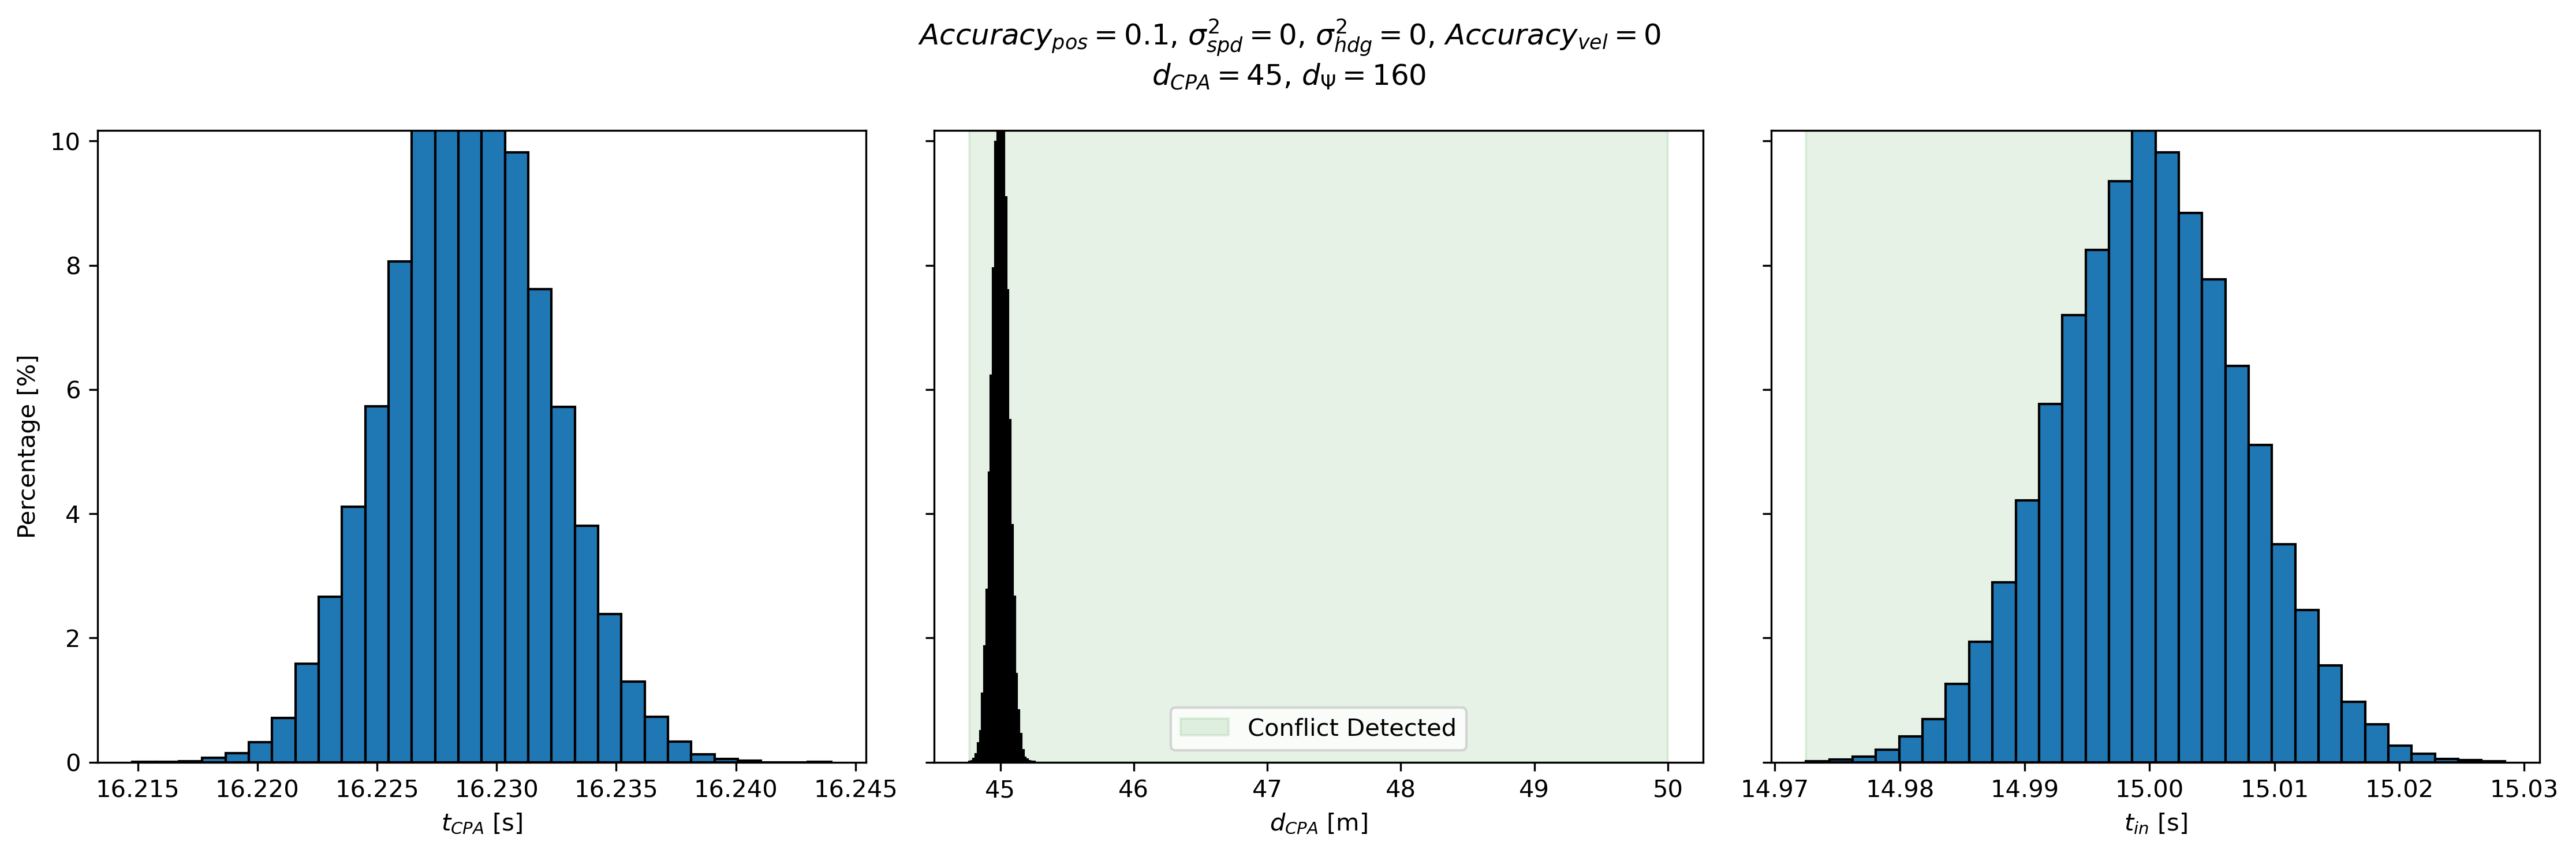 Accuracy_pos = 0.1, σ²_spd = 0, σ²_hdg = 0, Accuracy_vel = 0
d_CPA = 45, d_Ψ = 160
Percentage [%]
10
8
6
4
2
0
16.215 16.220 16.225 16.230 16.235 16.240 16.245
t_CPA [s]
Conflict Detected
45 46 47 48 49 50
d_CPA [m]
14.97 14.98 14.99 15.00 15.01 15.02 15.03
t_in [s]